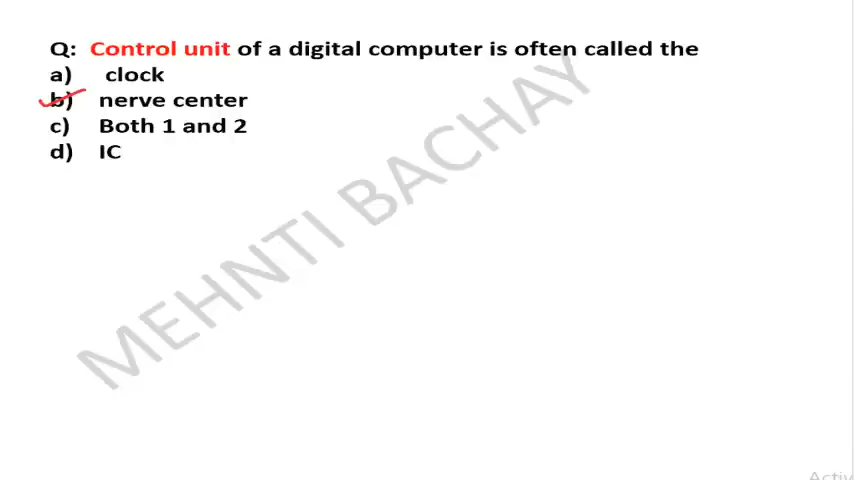 Q: Control unit of a digital computer is often called the
a) clock
b) nerve center
c) Both 1 and 2
d) IC
MEHNTI BACHAY
Activ